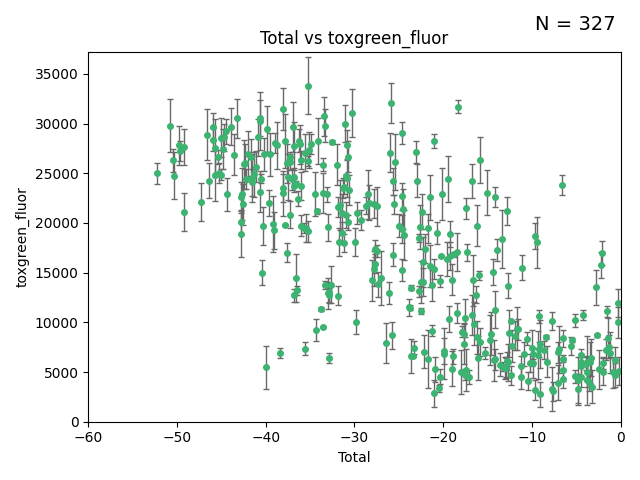 N = 327
Total vs toxgreen_fluor
35000
30000
25000
20000
15000
10000
5000
0
toxgreen_fluor
−60 −50 −40 −30 −20 −10 0
Total